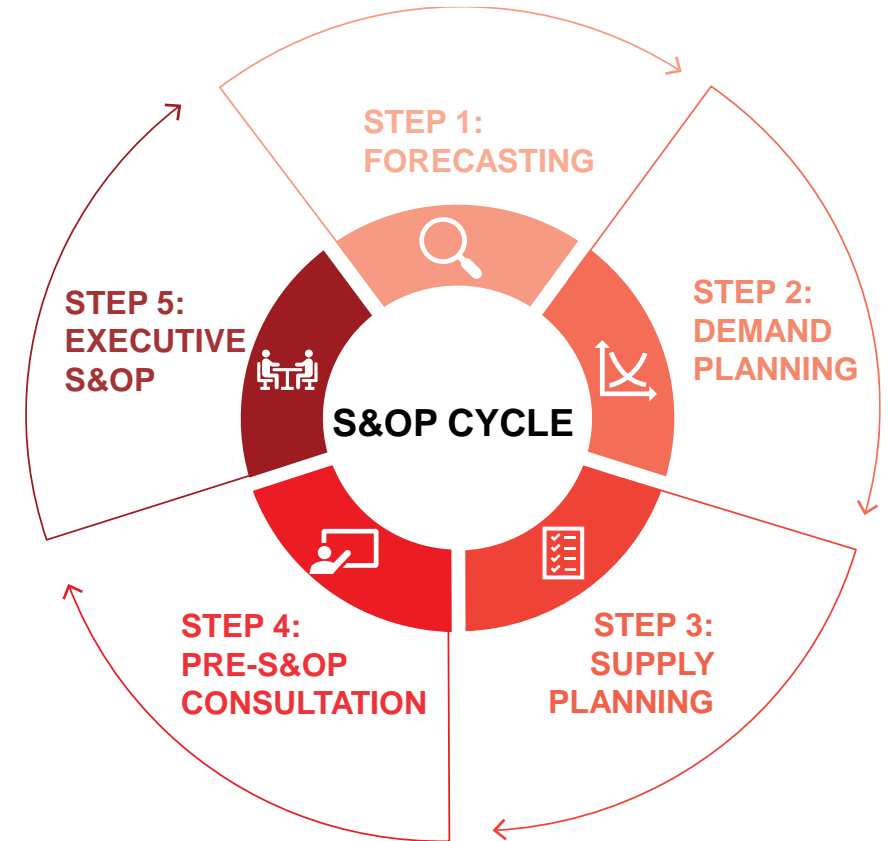 STEP 1:
FORECASTING
STEP 2:
DEMAND
PLANNING
STEP 3:
SUPPLY
PLANNING
STEP 4:
PRE-S&OP
CONSULTATION
STEP 5:
EXECUTIVE
S&OP
S&OP CYCLE